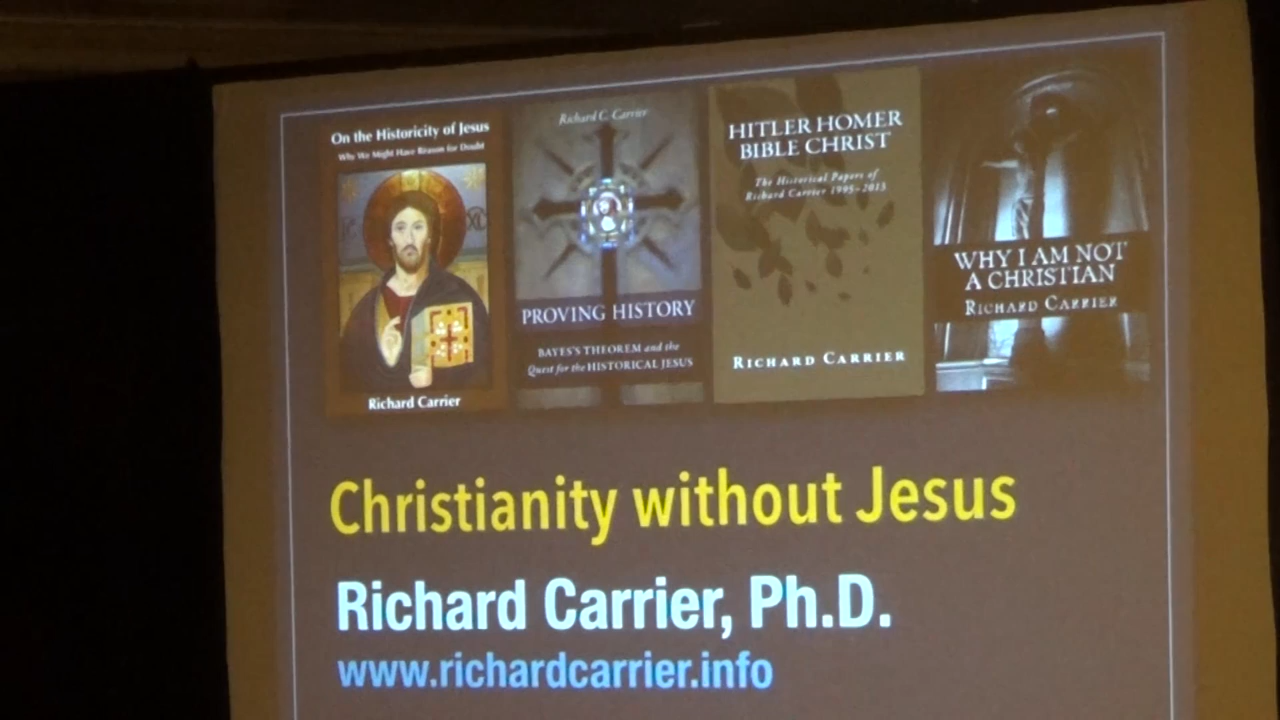 On the Historicity of Jesus
Why We Might Have Reason for Doubt
Richard Carrier
Richard C. Carrier
PROVING HISTORY
BAYES'S THEOREM and the
Quest for the HISTORICAL JESUS
HITLER HOMER
BIBLE CHRIST
The Historical Papers of
Richard Carrier 1995–2013
RICHARD CARRIER
WHY I AM NOT
A CHRISTIAN
RICHARD CARRIER
Christianity without Jesus
Richard Carrier, Ph.D.
www.richardcarrier.info